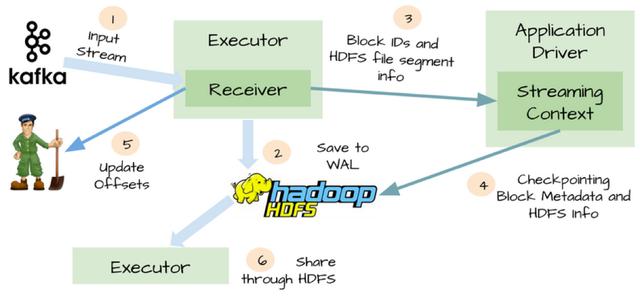 1
Input
Stream
kafka
Executor
Receiver
3
Block IDs and
HDFS file segment
info
Application
Driver
Streaming
Context
5
Update
Offsets
2
Save to
WAL
hadoop
HDFS
4
Checkpointing
Block Metadata and
HDFS Info
Executor
6
Share
through HDFS